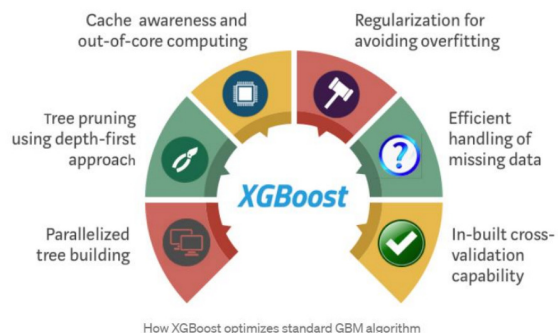 Cache awareness and
out-of-core computing
Regularization for
avoiding overfitting
Tree pruning
using depth-first
approach
Efficient
handling of
missing data
XGBoost
Parallelized
tree building
In-built cross-
validation
capability
How XGBoost optimizes standard GBM algorithm